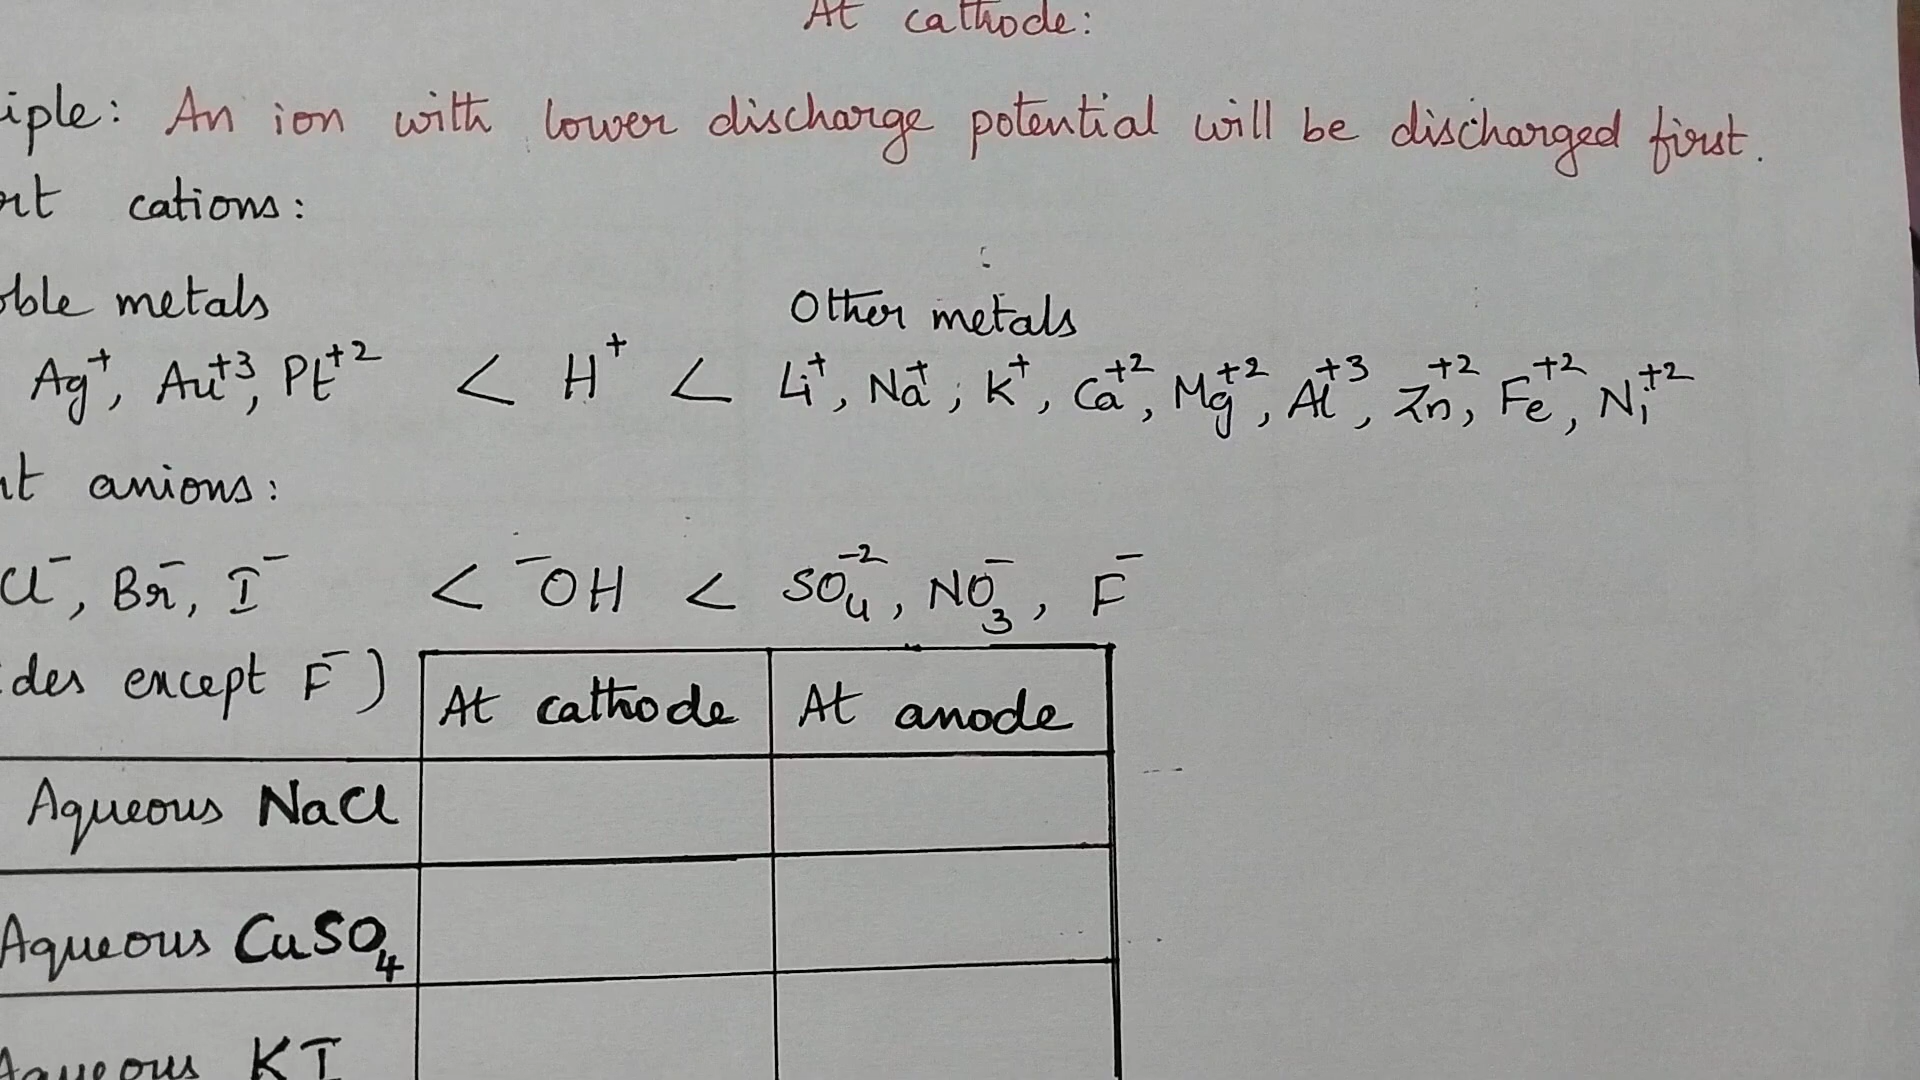 At cathode:
iple: An ion with lower discharge potential will be discharged first.
cations:
ble metals
Other metals
Ag⁺, Au⁺³, Pt⁺² < H⁺ < Li⁺, Na⁺, K⁺, Ca⁺², Mg⁺², Al⁺³, Zn⁺², Fe⁺², Ni⁺²
anions:
Cl⁻, Br⁻, I⁻ < ⁻OH < SO₄⁻², NO₃⁻, F⁻
des except F⁻)
At cathode At anode
Aqueous NaCl
Aqueous CuSO₄
Aqueous KI